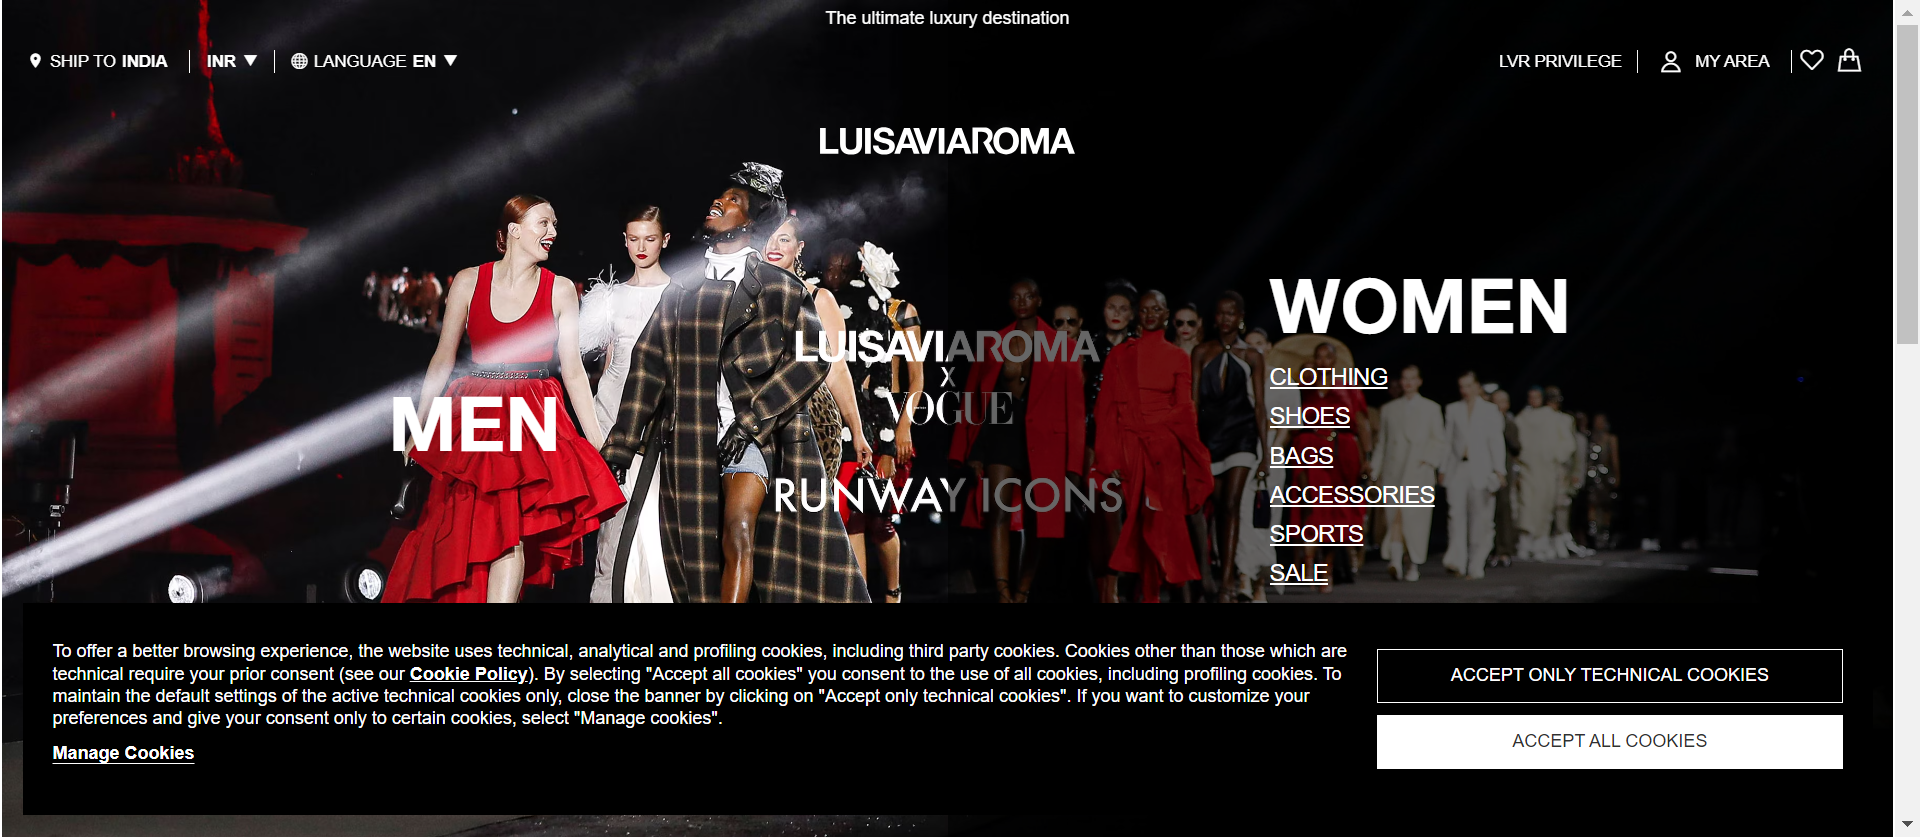 The ultimate luxury destination
SHIP TO INDIA
INR
LANGUAGE EN
LVR PRIVILEGE
MY AREA
LUISAVIAROMA
LUISAVIAROMA
X
VOGUE
RUNWAY ICONS
MEN
WOMEN
CLOTHING
SHOES
BAGS
ACCESSORIES
SPORTS
SALE
To offer a better browsing experience, the website uses technical, analytical and profiling cookies, including third party cookies. Cookies other than those which are
technical require your prior consent (see our Cookie Policy). By selecting "Accept all cookies" you consent to the use of all cookies, including profiling cookies. To
maintain the default settings of the active technical cookies only, close the banner by clicking on "Accept only technical cookies". If you want to customize your
preferences and give your consent only to certain cookies, select "Manage cookies".
Manage Cookies
ACCEPT ONLY TECHNICAL COOKIES
ACCEPT ALL COOKIES